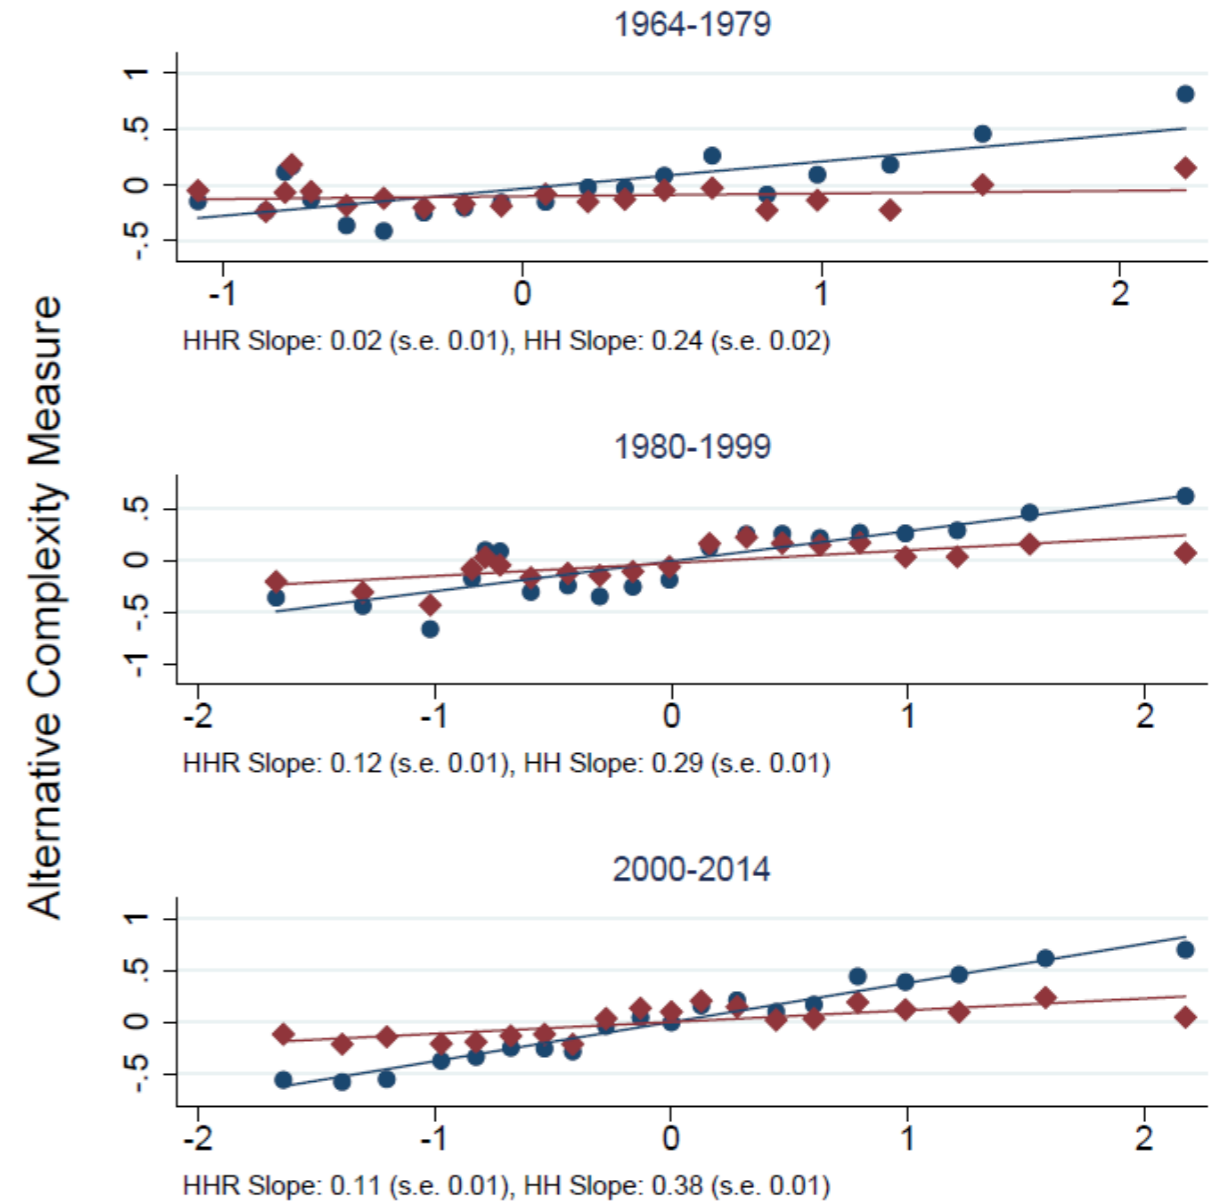 Alternative Complexity Measure
1964-1979
1
.5
0
-.5
-1 0 1 2
HHR Slope: 0.02 (s.e. 0.01), HH Slope: 0.24 (s.e. 0.02)
1980-1999
.5
0
-.5
-1
-2 -1 0 1 2
HHR Slope: 0.12 (s.e. 0.01), HH Slope: 0.29 (s.e. 0.01)
2000-2014
1
.5
0
-.5
-2 -1 0 1 2
HHR Slope: 0.11 (s.e. 0.01), HH Slope: 0.38 (s.e. 0.01)